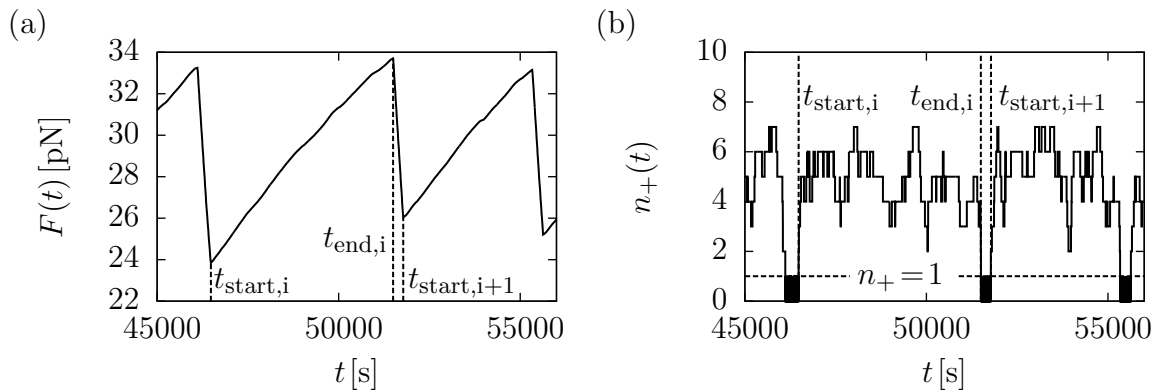 (a)
F(t) [pN]
34
32
30
28
26
24
22
t_end,i
t_start,i
t_start,i+1
45000 50000 55000
t [s]
(b)
n_+(t)
10
8
6
4
2
0
t_start,i t_end,i t_start,i+1
n_+ = 1
45000 50000 55000
t [s]